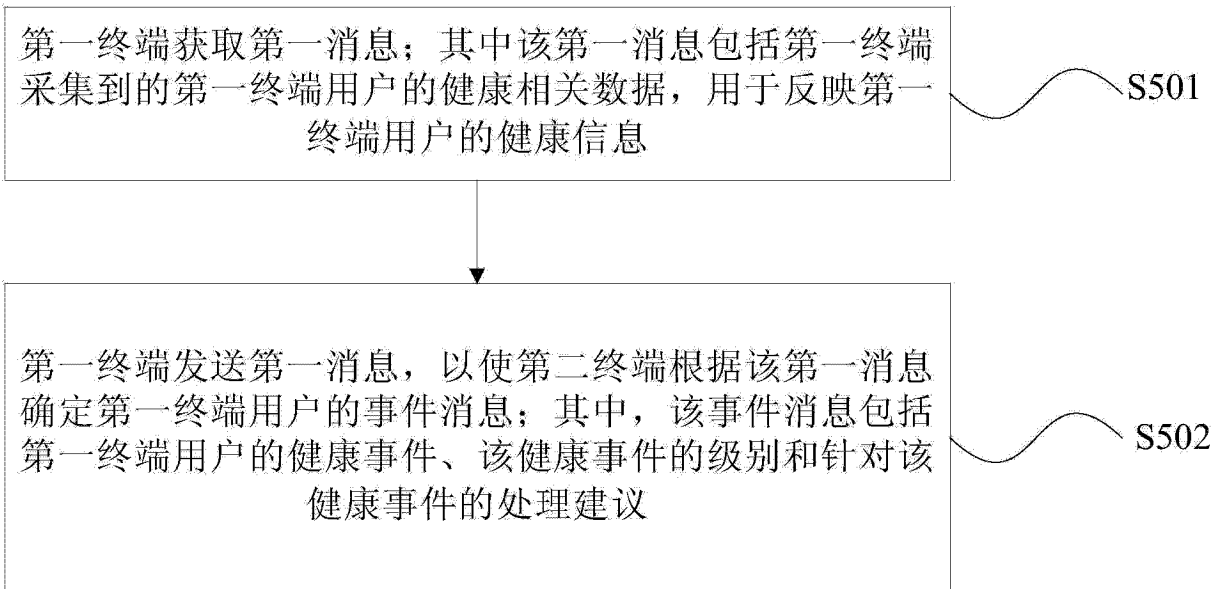 第一终端获取第一消息；其中该第一消息包括第一终端
采集到的第一终端用户的健康相关数据，用于反映第一
终端用户的健康信息
S501
第一终端发送第一消息，以使第二终端根据该第一消息
确定第一终端用户的事件消息；其中，该事件消息包括
第一终端用户的健康事件、该健康事件的级别和针对该
健康事件的处理建议
S502